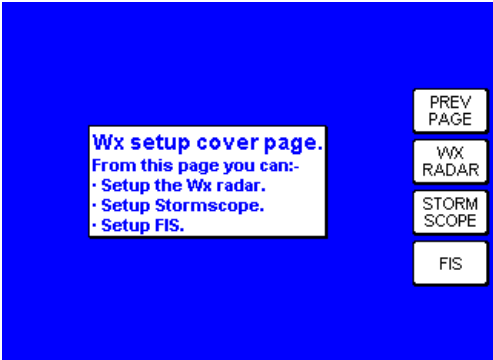 Wx setup cover page.
From this page you can:-
· Setup the Wx radar.
· Setup Stormscope.
· Setup FIS.
PREV
PAGE
WX
RADAR
STORM
SCOPE
FIS